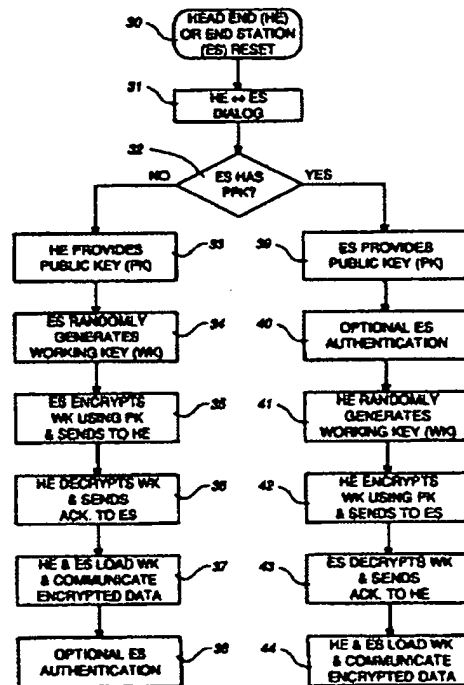 30
HEAD END (HE)
OR END STATION
(ES) RESET
31
HE ↔ ES
DIALOG
32
ES HAS
PPK?
NO
YES
HE PROVIDES
PUBLIC KEY (PK)
33
ES RANDOMLY
GENERATES
WORKING KEY (WK)
34
ES ENCRYPTS
WK USING PK
& SENDS TO HE
35
HE DECRYPTS WK
& SENDS
ACK. TO ES
36
HE & ES LOAD WK
& COMMUNICATE
ENCRYPTED DATA
37
OPTIONAL ES
AUTHENTICATION
38
39
ES PROVIDES
PUBLIC KEY (PK)
40
OPTIONAL ES
AUTHENTICATION
41
HE RANDOMLY
GENERATES
WORKING KEY (WK)
42
HE ENCRYPTS
WK USING PK
& SENDS TO ES
43
ES DECRYPTS WK
& SENDS
ACK. TO HE
44
HE & ES LOAD WK
& COMMUNICATE
ENCRYPTED DATA